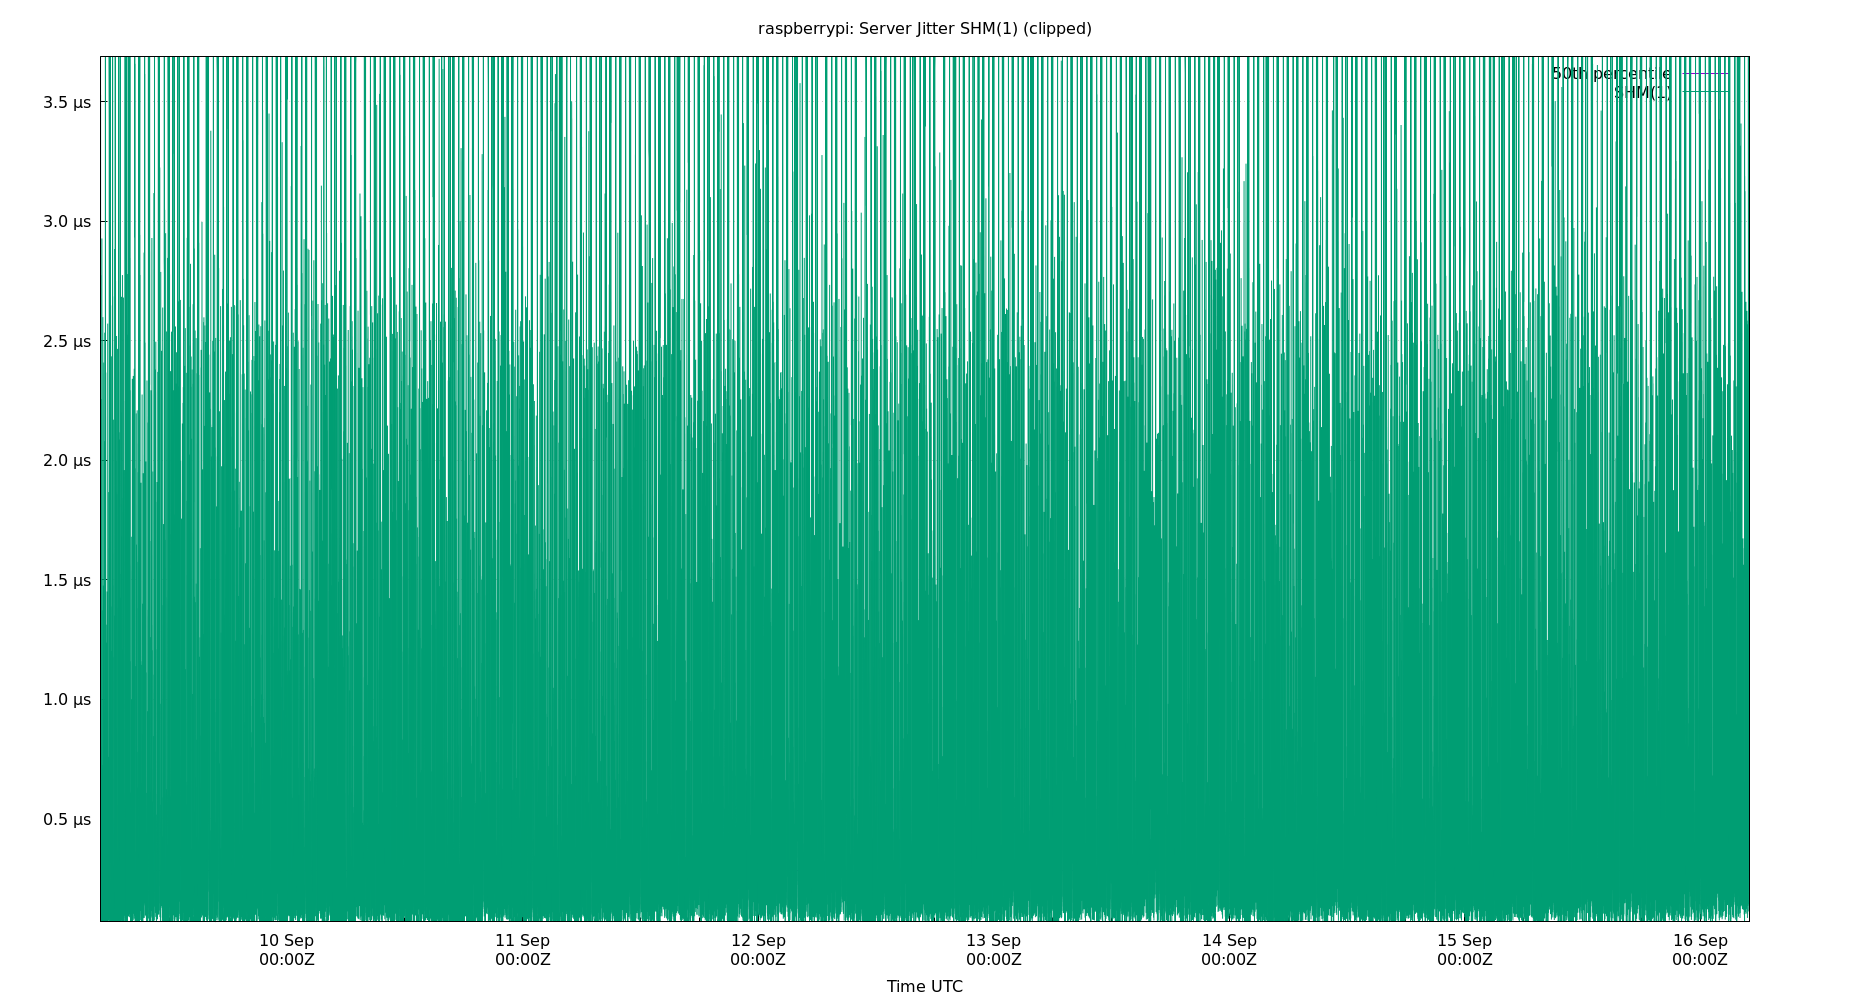 raspberrypi: Server Jitter SHM(1) (clipped)
50th percentile
SHM(1)
3.5 µs
3.0 µs
2.5 µs
2.0 µs
1.5 µs
1.0 µs
0.5 µs
10 Sep 11 Sep 12 Sep 13 Sep 14 Sep 15 Sep 16 Sep
00:00Z 00:00Z 00:00Z 00:00Z 00:00Z 00:00Z 00:00Z
Time UTC